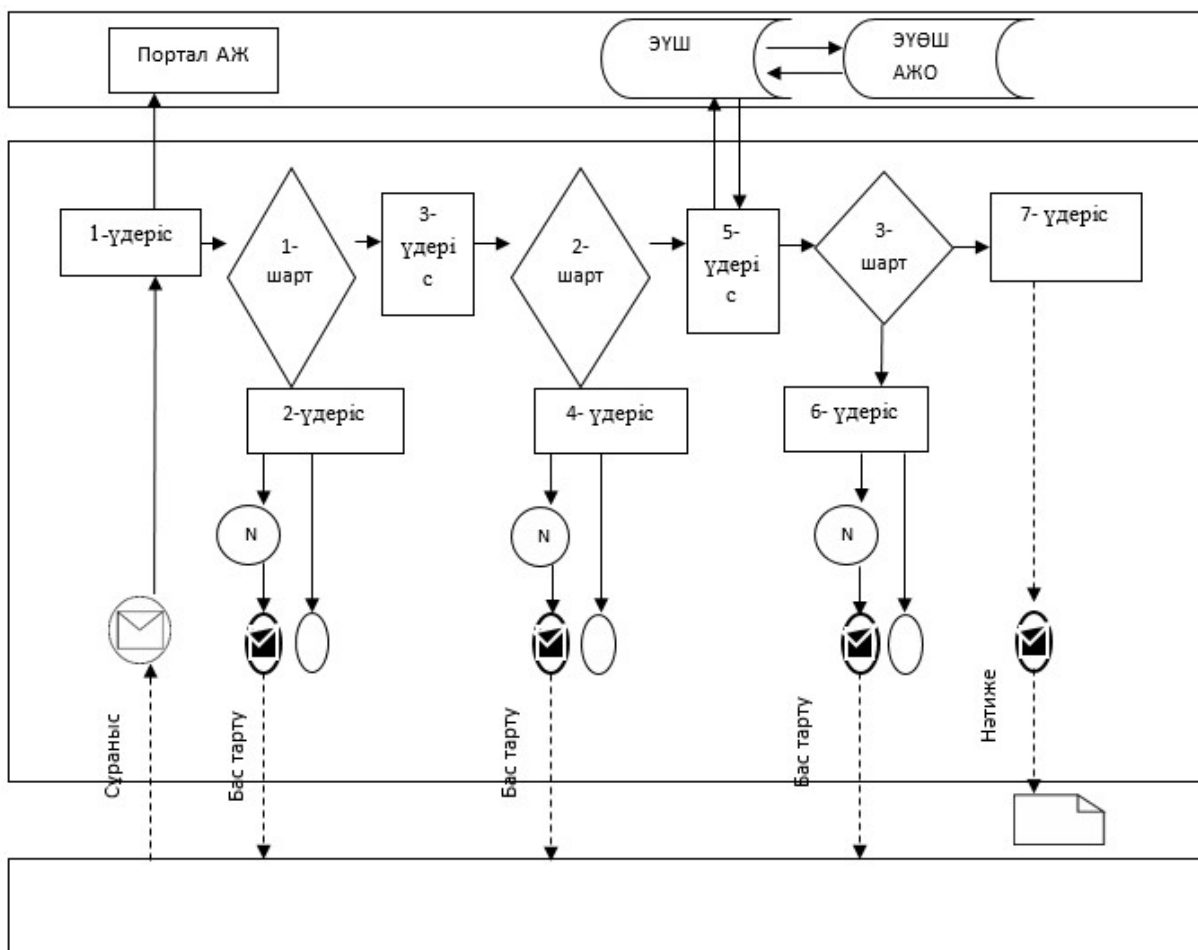 Портал АЖ
ЭҮШ
ЭҮӨШ
АЖО
1-үдеріс
1-
шарт
3-
үдері
с
2-
шарт
5-
үдері
с
3-
шарт
7- үдеріс
2-үдеріс
4- үдеріс
6- үдеріс
N
N
N
Сұраныс
Бас тарту
Бас тарту
Бас тарту
Нәтиже